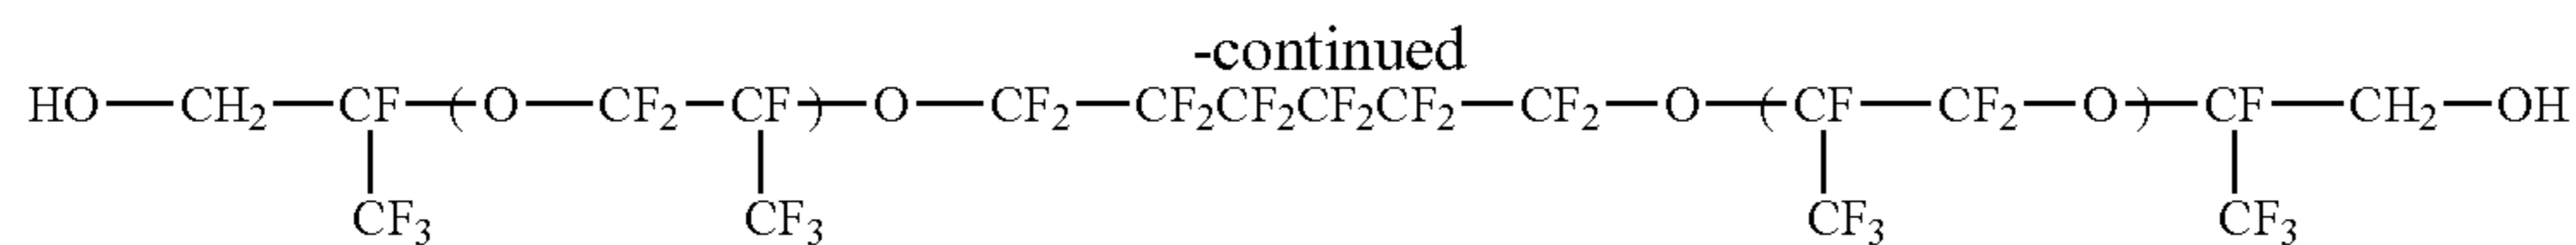 -continued
HO—CH₂—CF—(O—CF₂—CF)—O—CF₂—CF₂CF₂CF₂CF₂—CF₂—O—(CF—CF₂—O)—CF—CH₂—OH
CF₃ CF₃ CF₃ CF₃